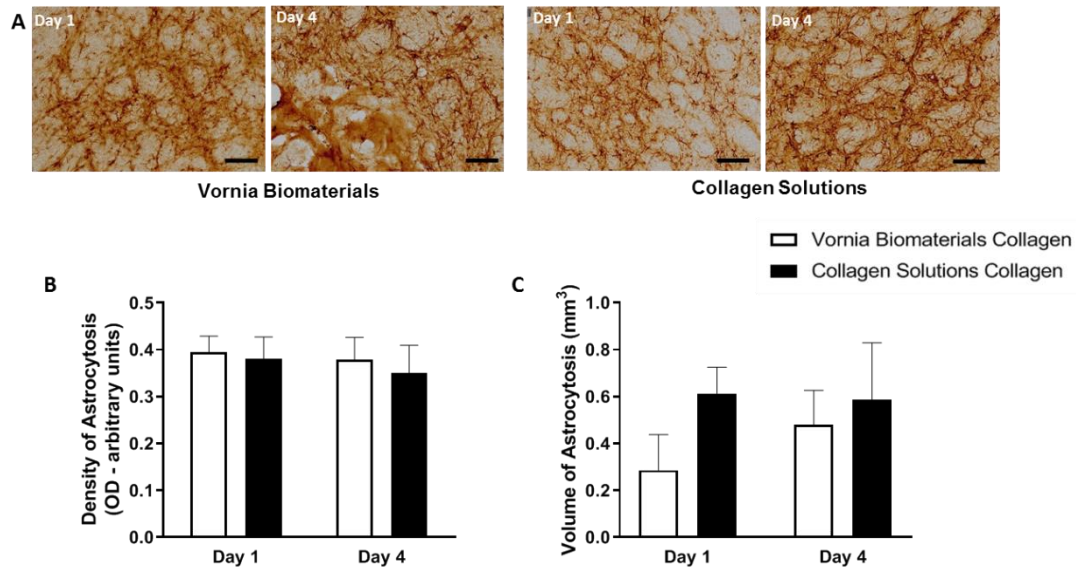 A
Day 1
Day 4
Day 1
Day 4
Vornia Biomaterials
Collagen Solutions
Vornia Biomaterials Collagen
Collagen Solutions Collagen
B
Density of Astrocytosis
(OD - arbitrary units)
0.5
0.4
0.3
0.2
0.1
0.0
Day 1
Day 4
C
Volume of Astrocytosis (mm³)
1.0
0.8
0.6
0.4
0.2
0.0
Day 1
Day 4